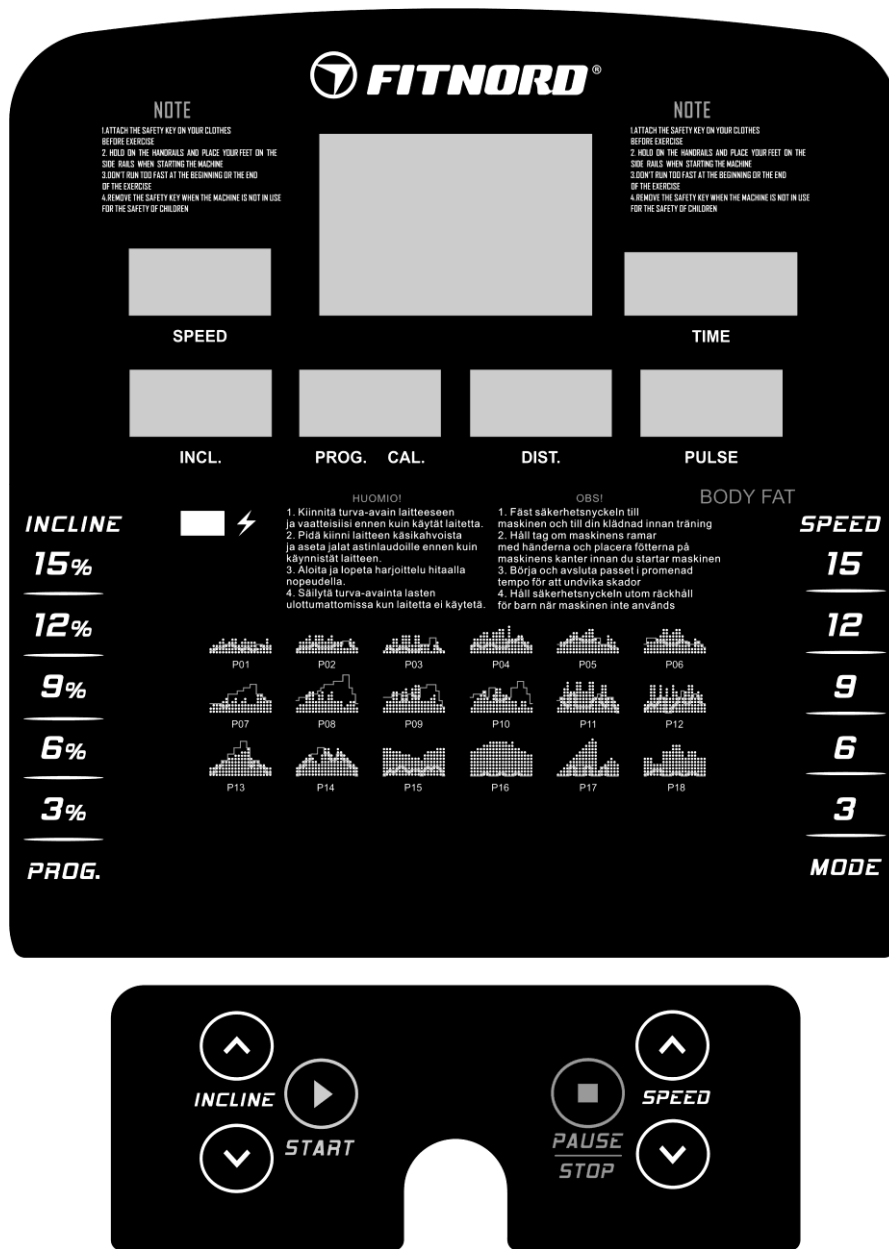 FITNORD®
NOTE
1.ATTACH THE SAFETY KEY ON YOUR CLOTHES
BEFORE EXERCISE
2. HOLD ON THE HANDRAILS AND PLACE YOUR FEET ON THE
SIDE RAILS WHEN STARTING THE MACHINE
3.DON'T RUN TOO FAST AT THE BEGINNING OR THE END
OF THE EXERCISE
4.REMOVE THE SAFETY KEY WHEN THE MACHINE IS NOT IN USE
FOR THE SAFETY OF CHILDREN
NOTE
1.ATTACH THE SAFETY KEY ON YOUR CLOTHES
BEFORE EXERCISE
2. HOLD ON THE HANDRAILS AND PLACE YOUR FEET ON THE
SIDE RAILS WHEN STARTING THE MACHINE
3.DON'T RUN TOO FAST AT THE BEGINNING OR THE END
OF THE EXERCISE
4.REMOVE THE SAFETY KEY WHEN THE MACHINE IS NOT IN USE
FOR THE SAFETY OF CHILDREN
SPEED
TIME
INCL.
PROG. CAL.
DIST.
PULSE
BODY FAT
INCLINE
15%
12%
9%
6%
3%
PROG.
HUOMIO!
1. Kiinnitä turva-avain laitteeseen
ja vaatteisiisi ennen kuin käytät laitetta.
2. Pidä kiinni laitteen käsikahvoista
ja aseta jalat astinlaudoille ennen kuin
käynnistät laitteen.
3. Aloita ja lopeta harjoittelu hitaalla
nopeudella.
4. Säilytä turva-avainta lasten
ulottumattomissa kun laitetta ei käytetä.
OBS!
1. Fäst säkerhetsnyckeln till
maskinen och till din klädnad innan träning
2. Håll tag om maskinens ramar
med händerna och placera fötterna på
maskinens kanter innan du startar maskinen
3. Börja och avsluta passet i promenad
tempo för att undvika skador
4. Håll säkerhetsnyckeln utom räckhåll
för barn när maskinen inte används
SPEED
15
12
9
6
3
MODE
P01 P02 P03 P04 P05 P06
P07 P08 P09 P10 P11 P12
P13 P14 P15 P16 P17 P18
INCLINE
START
PAUSE
STOP
SPEED